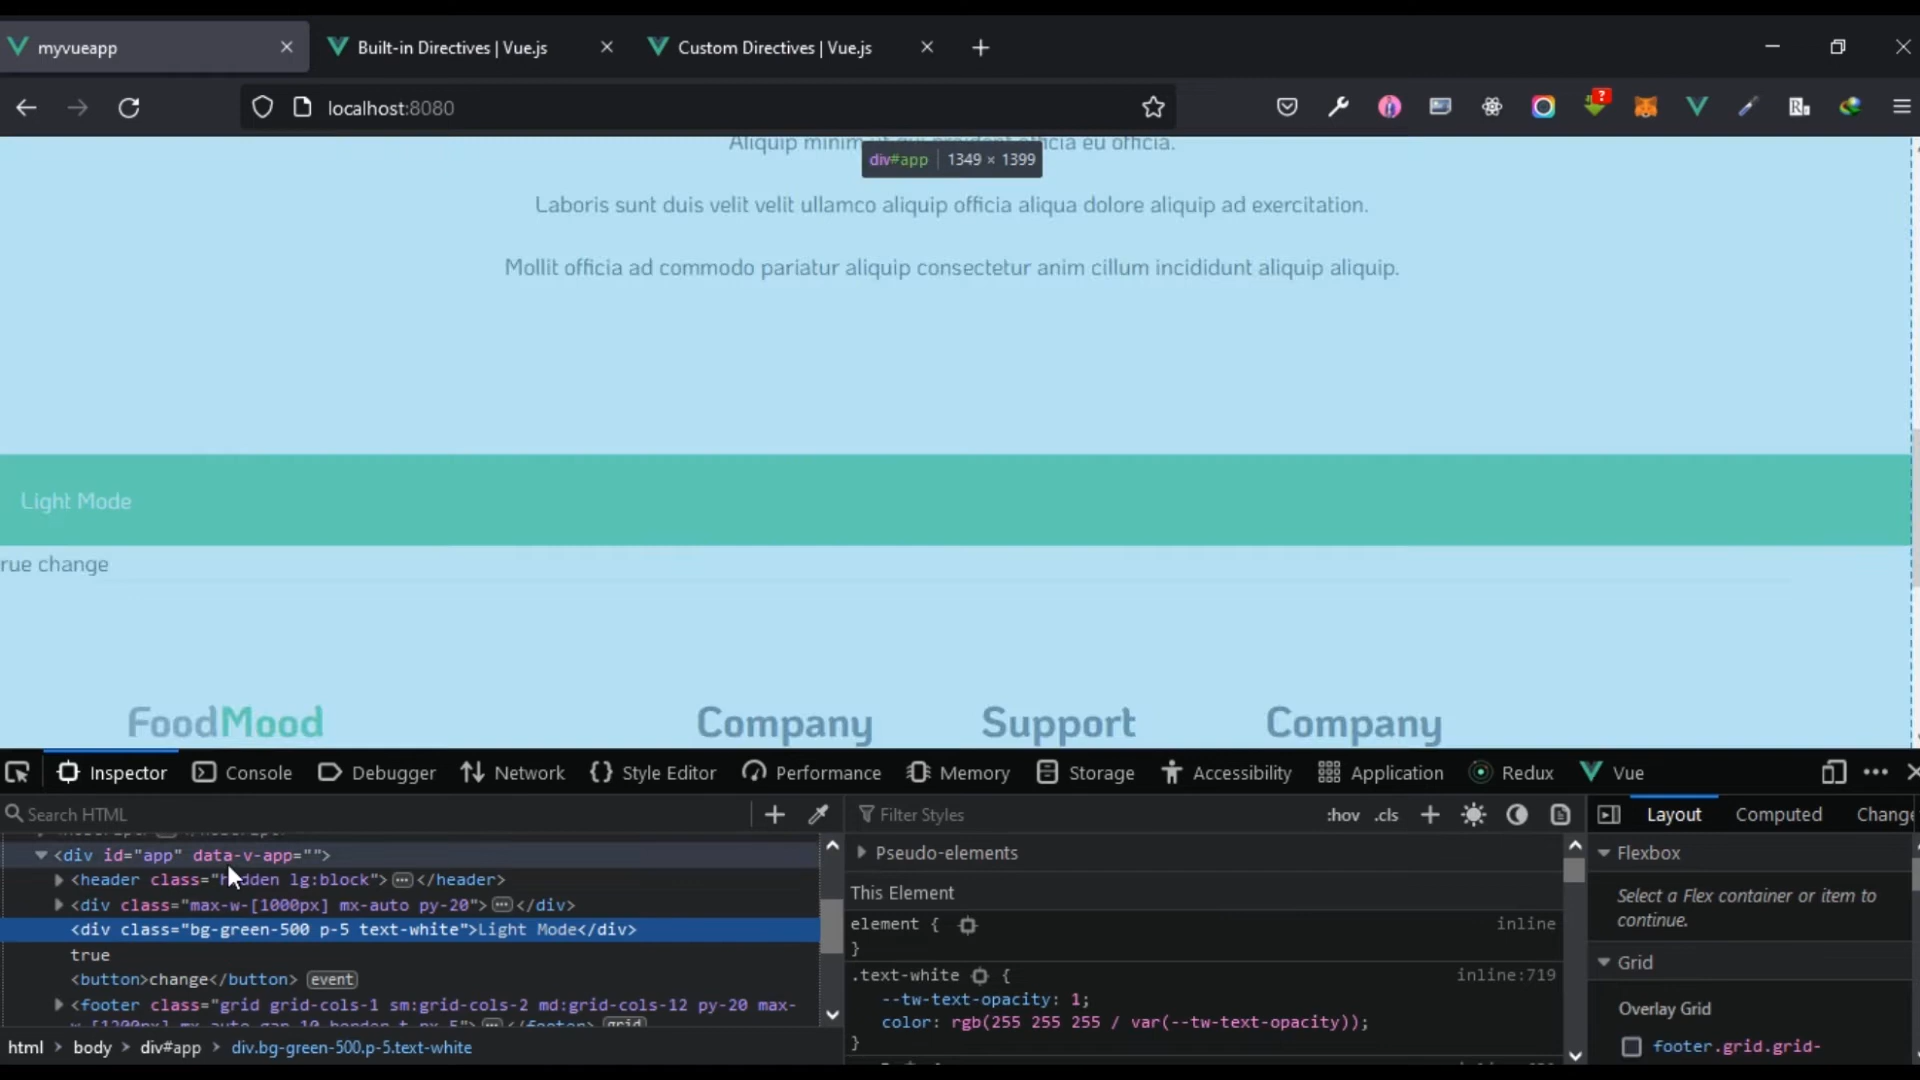 myvueapp
Built-in Directives | Vue.js
Custom Directives | Vue.js
localhost:8080
?
div#app | 1349 × 1399
Laboris sunt duis velit velit ullamco aliquip officia aliqua dolore aliquip ad exercitation.
Mollit officia ad commodo pariatur aliquip consectetur anim cillum incididunt aliquip aliquip.
Light Mode
rue change
FoodMood
Company
Support
Company
Inspector
Console
Debugger
Network
Style Editor
Performance
Memory
Storage
Accessibility
Application
Redux
Vue
Search HTML
Filter Styles
:hov .cls
Layout
Computed
Change
<div id="app" data-v-app="">
<header class="hidden lg:block"> </header>
<div class="max-w-[1000px] mx-auto py-20"> </div>
<div class="bg-green-500 p-5 text-white">Light Mode</div>
true
<button>change</button> event
<footer class="grid grid-cols-1 sm:grid-cols-2 md:grid-cols-12 py-20 max-
html > body > div#app > div.bg-green-500.p-5.text-white
Pseudo-elements
This Element
element {
inline
}
.text-white {
inline:719
--tw-text-opacity: 1;
color: rgb(255 255 255 / var(--tw-text-opacity));
}
Flexbox
Select a Flex container or item to
continue.
Grid
Overlay Grid
footer.grid.grid-